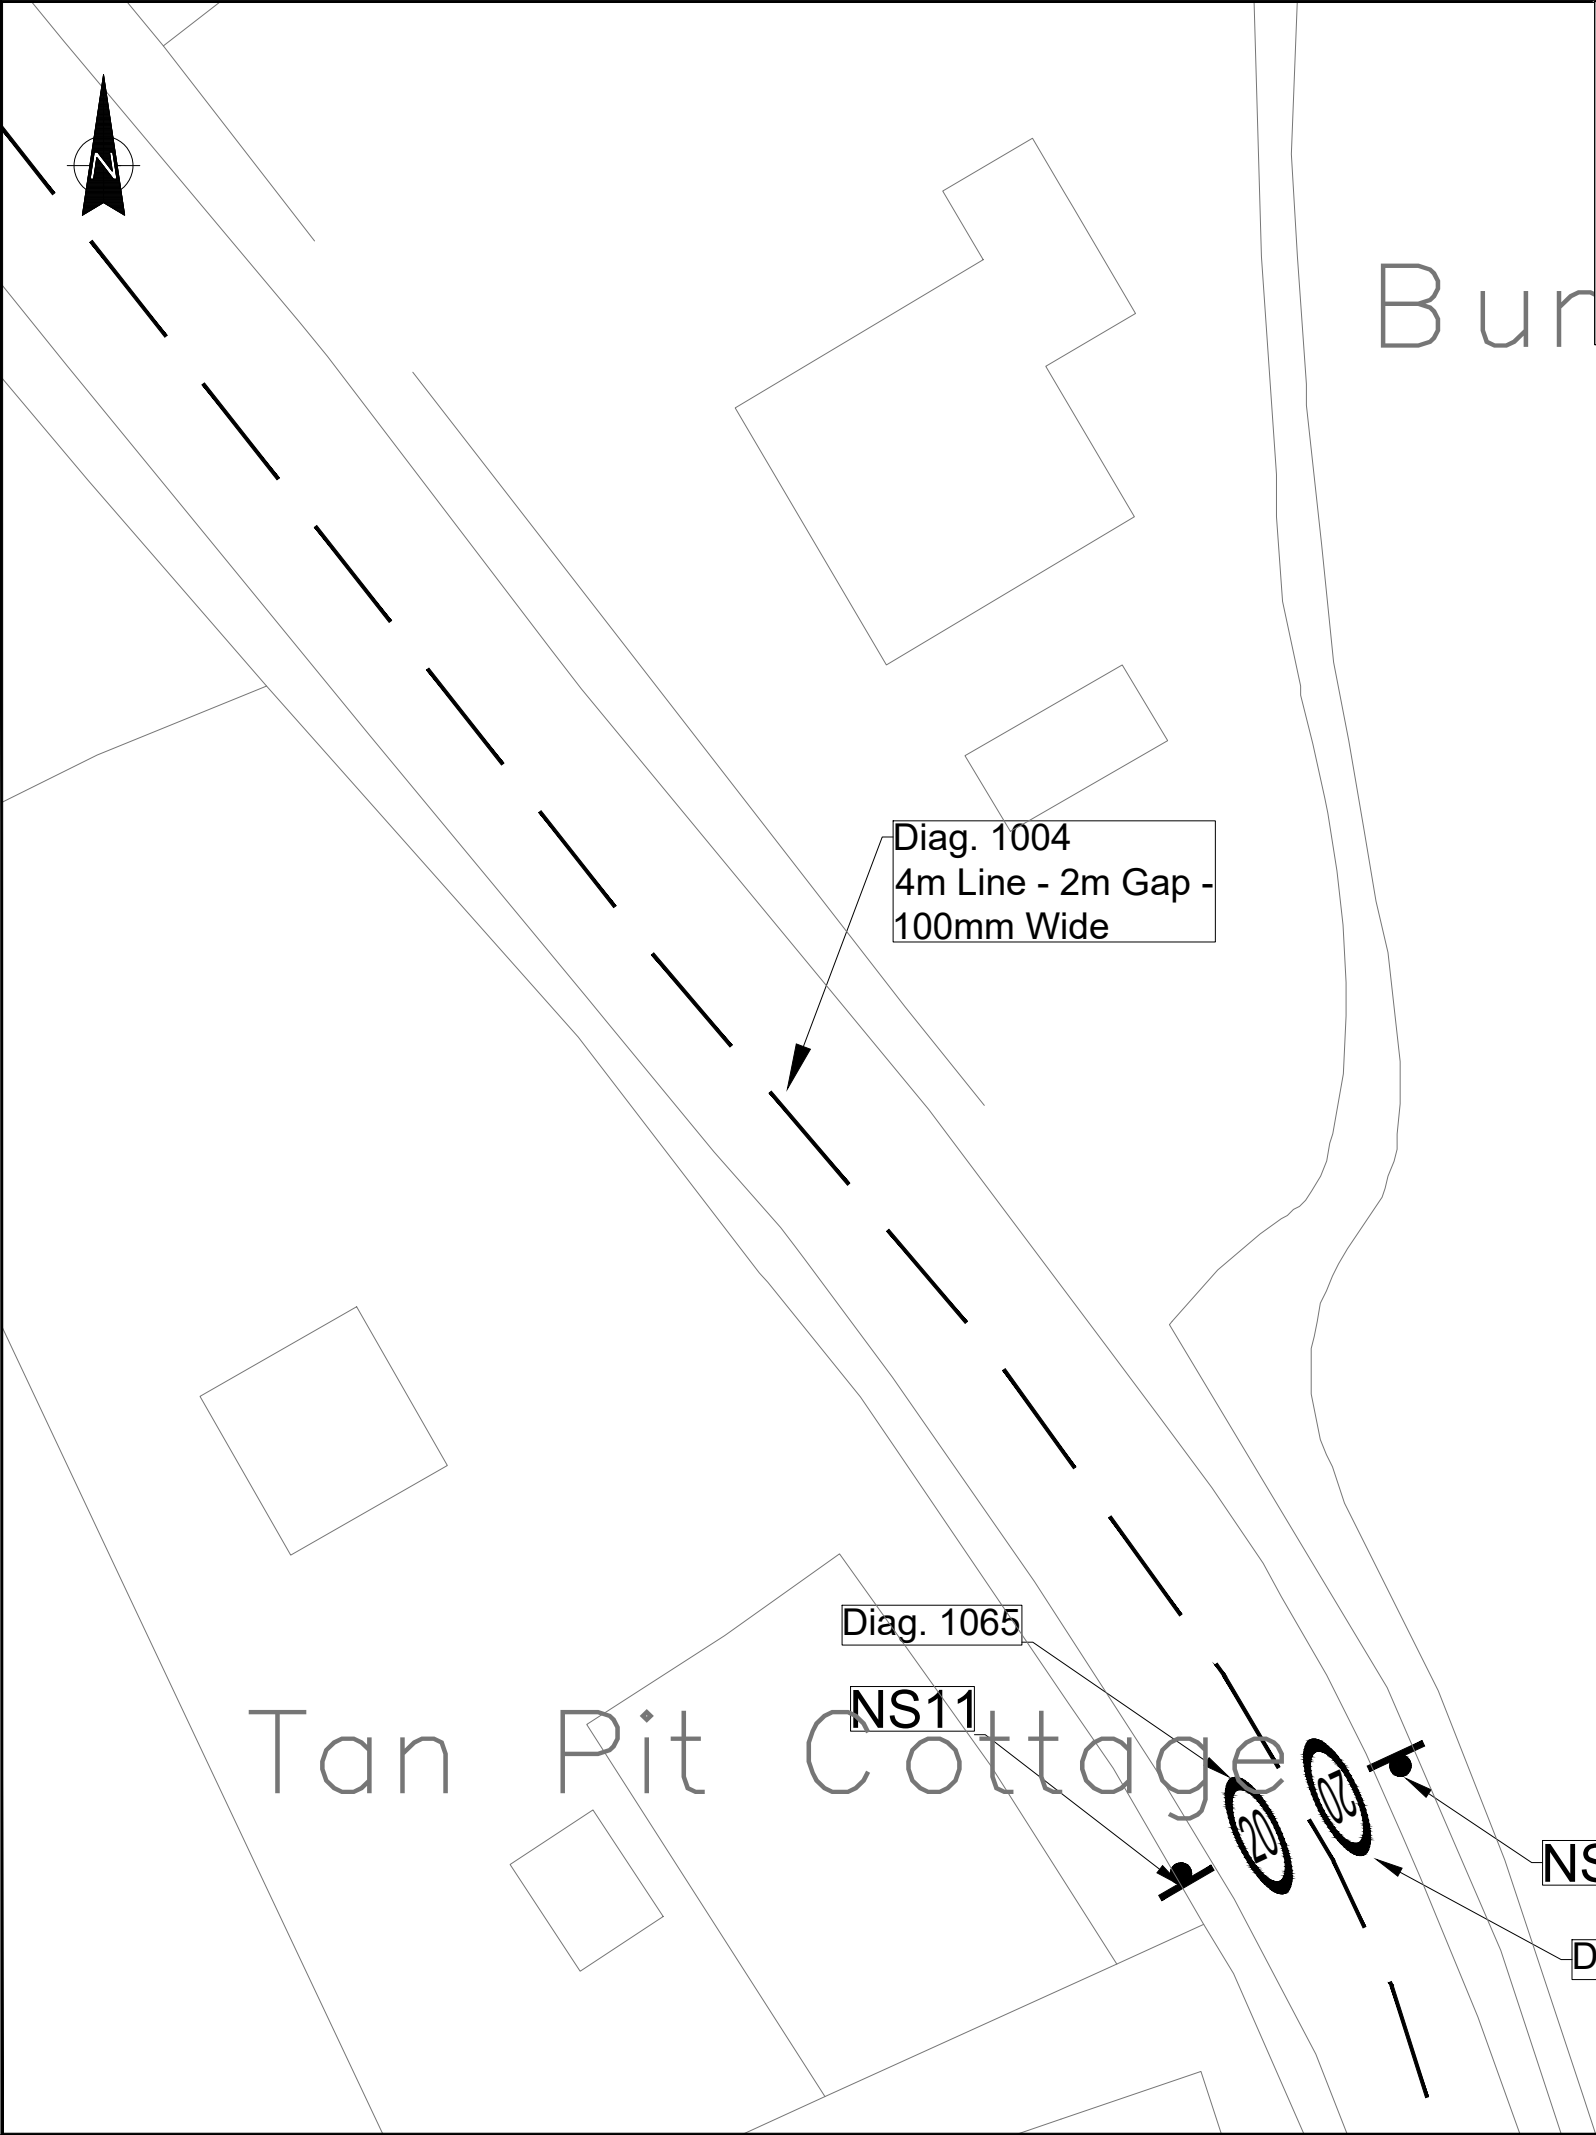 N
Bun
Diag. 1004
4m Line - 2m Gap -
100mm Wide
Diag. 1065
NS11
Tan Pit Cottage
20
20
NS
D